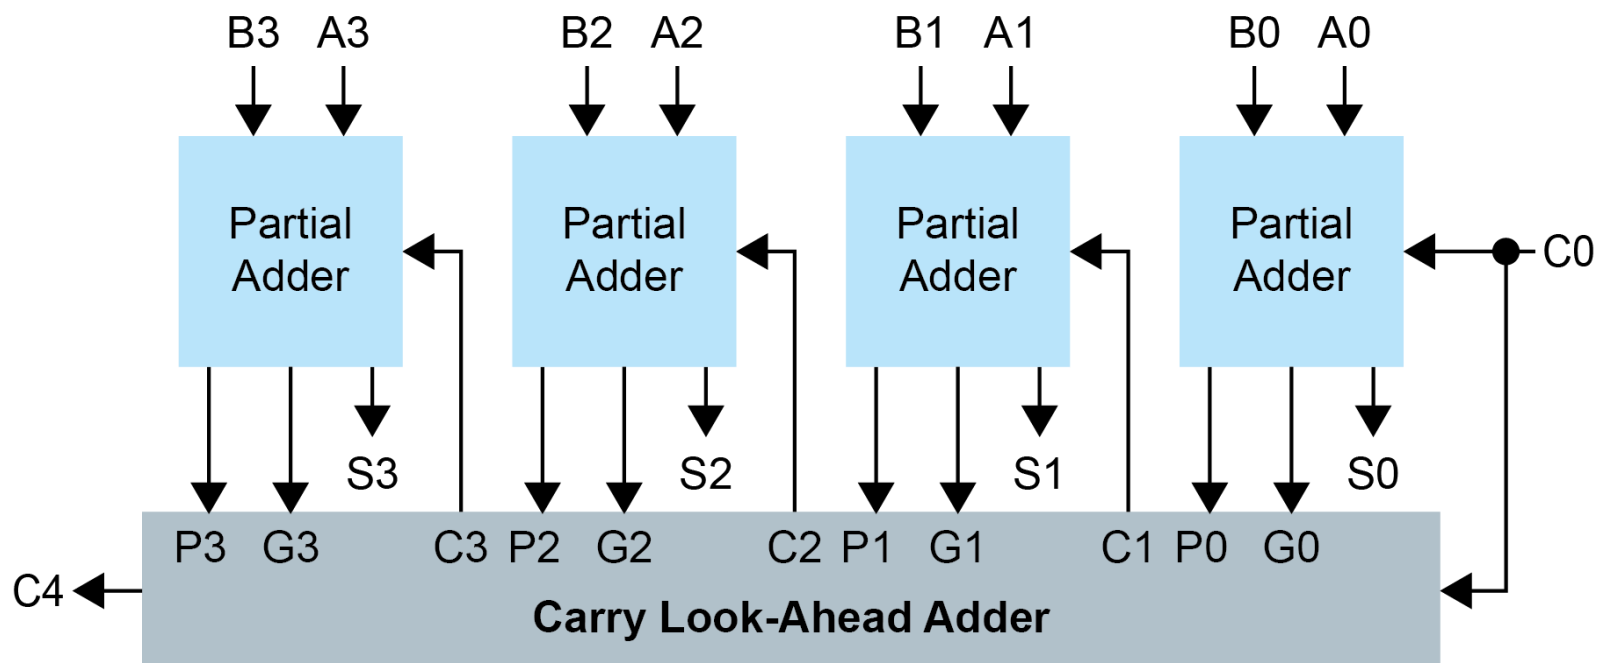 B3 A3 B2 A2 B1 A1 B0 A0
Partial Partial Partial Partial
Adder Adder Adder Adder
C0
S3 S2 S1 S0
P3 G3 C3 P2 G2 C2 P1 G1 C1 P0 G0
C4
Carry Look-Ahead Adder